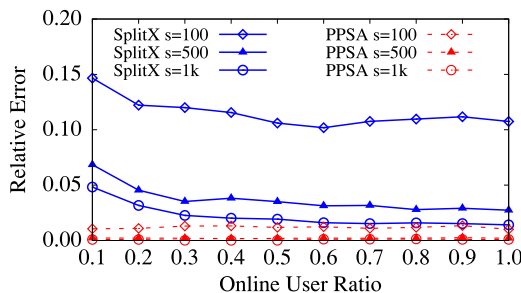 0.20
0.15
0.10
0.05
0.00
Relative Error
SplitX s=100
SplitX s=500
SplitX s=1k
PPSA s=100
PPSA s=500
PPSA s=1k
0.1 0.2 0.3 0.4 0.5 0.6 0.7 0.8 0.9 1.0
Online User Ratio